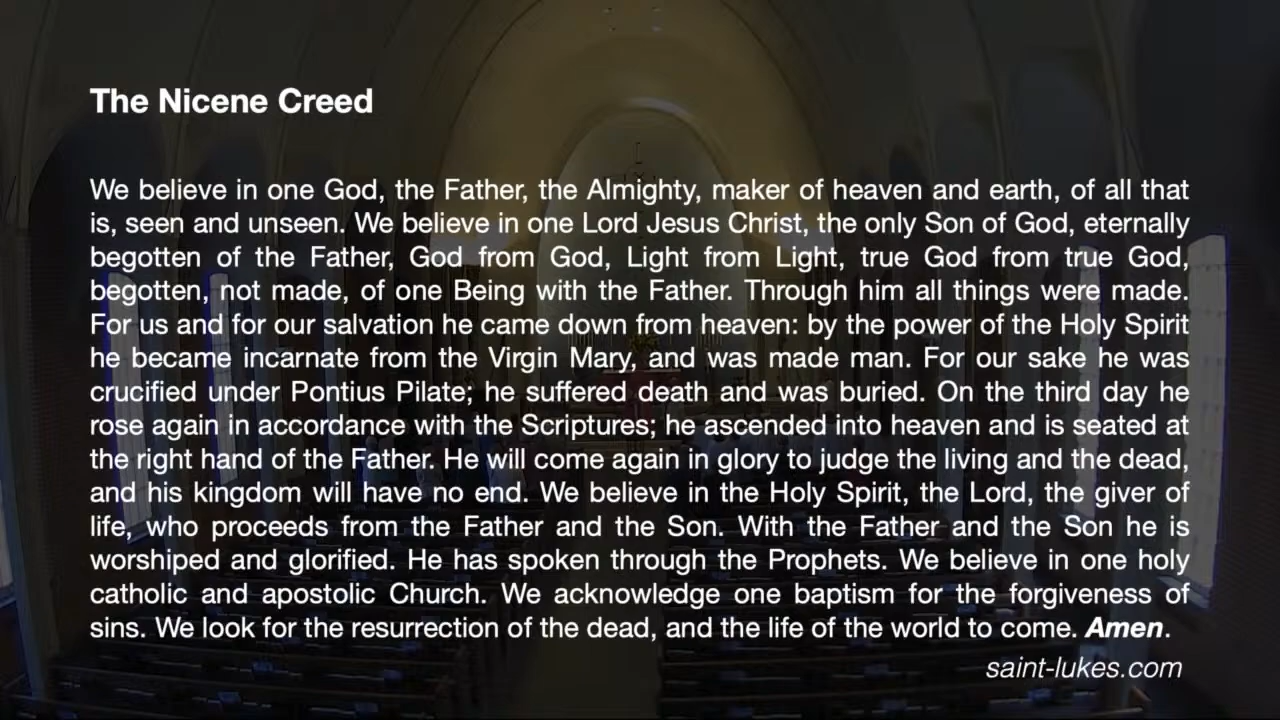 The Nicene Creed
We believe in one God, the Father, the Almighty, maker of heaven and earth, of all that
is, seen and unseen. We believe in one Lord Jesus Christ, the only Son of God, eternally
begotten of the Father, God from God, Light from Light, true God from true God,
begotten, not made, of one Being with the Father. Through him all things were made.
For us and for our salvation he came down from heaven: by the power of the Holy Spirit
he became incarnate from the Virgin Mary, and was made man. For our sake he was
crucified under Pontius Pilate; he suffered death and was buried. On the third day he
rose again in accordance with the Scriptures; he ascended into heaven and is seated at
the right hand of the Father. He will come again in glory to judge the living and the dead,
and his kingdom will have no end. We believe in the Holy Spirit, the Lord, the giver of
life, who proceeds from the Father and the Son. With the Father and the Son he is
worshiped and glorified. He has spoken through the Prophets. We believe in one holy
catholic and apostolic Church. We acknowledge one baptism for the forgiveness of
sins. We look for the resurrection of the dead, and the life of the world to come. Amen.
saint-lukes.com